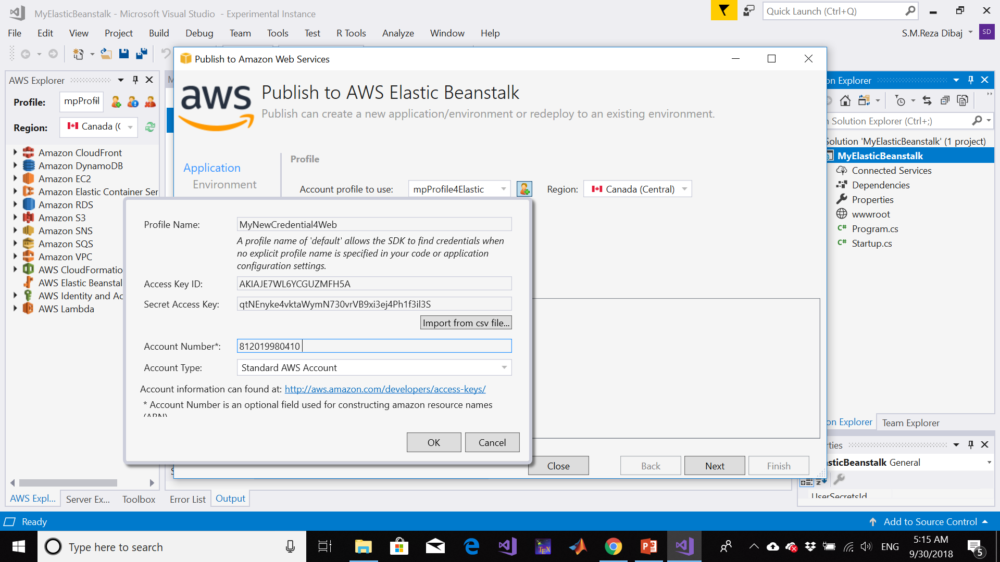 MyElasticBeanstalk - Microsoft Visual Studio - Experimental Instance
Quick Launch (Ctrl+Q)
File Edit View Project Build Debug Team Tools Test R Tools Analyze Window Help
S.M.Reza Dibaj SD
AWS Explorer
Profile: mpProfil
Region: Canada (
Amazon CloudFront
Amazon DynamoDB
Amazon EC2
Amazon Elastic Container Ser
Amazon RDS
Amazon S3
Amazon SNS
Amazon SQS
Amazon VPC
AWS CloudFormatio
AWS Elastic Beanstal
AWS Identity and Ac
AWS Lambda
Publish to Amazon Web Services
aws
Publish to AWS Elastic Beanstalk
Publish can create a new application/environment or redeploy to an existing environment.
Application
Environment
Profile
Account profile to use: mpProfile4Elastic
Region: Canada (Central)
Profile Name: MyNewCredential4Web
A profile name of 'default' allows the SDK to find credentials when
no explicit profile name is specified in your code or application
configuration settings.
Access Key ID: AKIAJE7WL6YCGUZMFH5A
Secret Access Key: qtNEnyke4vktaWymN730vrVB9xi3ej4Ph1f3il3S
Import from csv file...
Account Number*: 812019980410
Account Type: Standard AWS Account
Account information can found at: http://aws.amazon.com/developers/access-keys/
* Account Number is an optional field used for constructing amazon resource names
(ARN)
OK Cancel
Close Back Next Finish
on Explorer
Solution Explorer (Ctrl+;)
Solution 'MyElasticBeanstalk' (1 project)
MyElasticBeanstalk
Connected Services
Dependencies
Properties
wwwroot
C# Program.cs
C# Startup.cs
on Explorer Team Explorer
rties
sticBeanstalk General
UserSecretsId
AWS Expl... Server Ex... Toolbox Error List Output
Ready
Add to Source Control
Type here to search
ENG
5:15 AM
9/30/2018
5